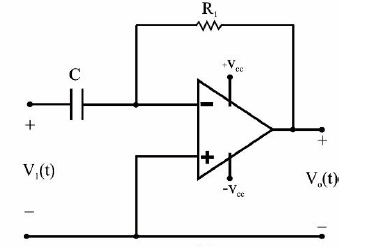 R₁
+Vcc
C
−
+
+
V₁(t)
+
-Vcc
Vₒ(t)
−
−